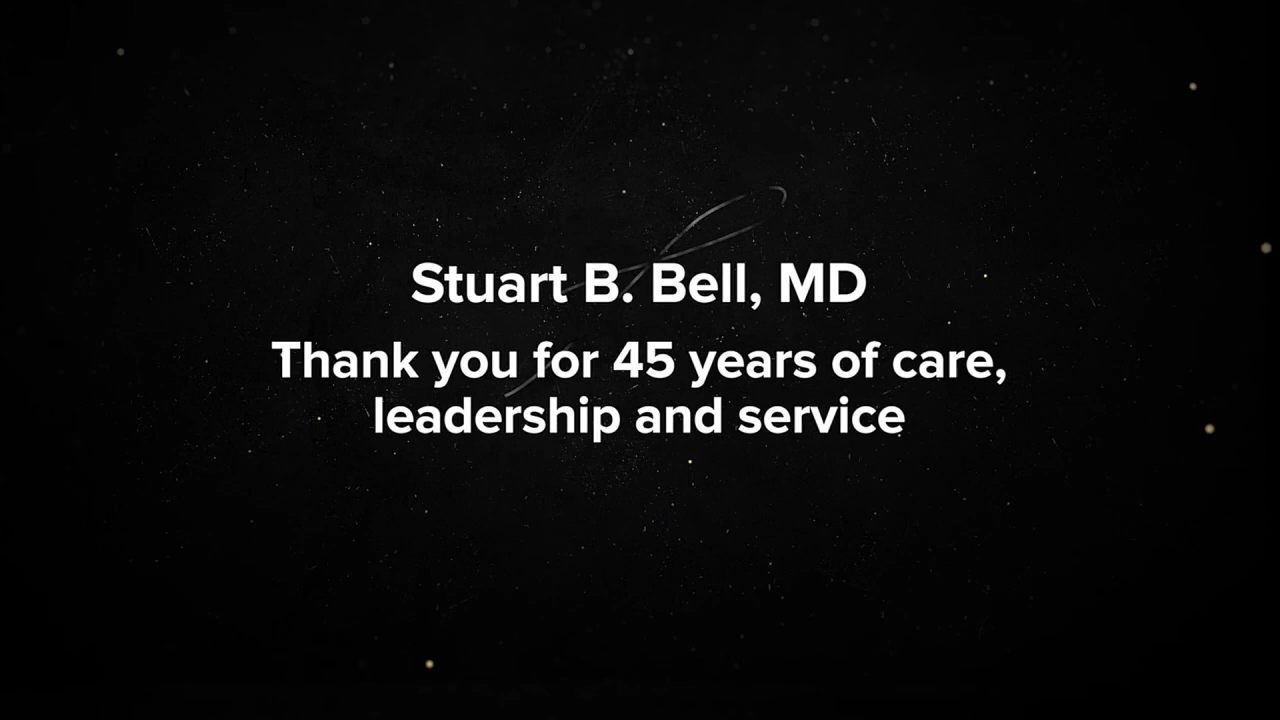 Stuart B. Bell, MD
Thank you for 45 years of care,
leadership and service